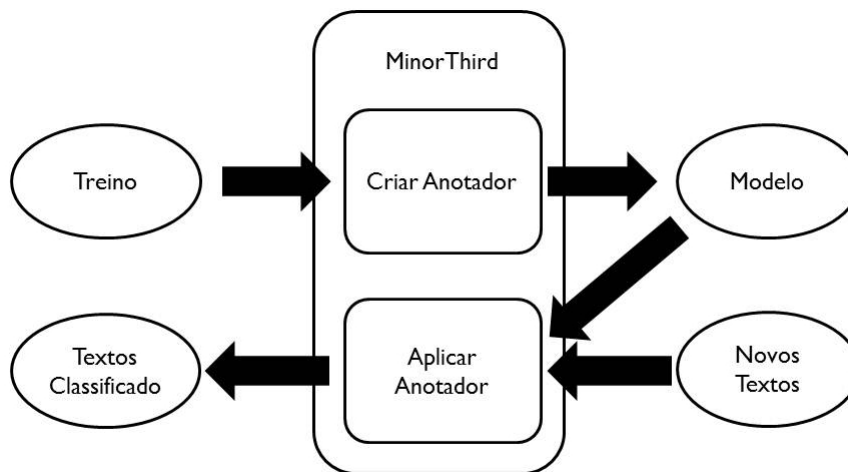 MinorThird
Treino
Criar Anotador
Modelo
Textos
Classificado
Aplicar
Anotador
Novos
Textos